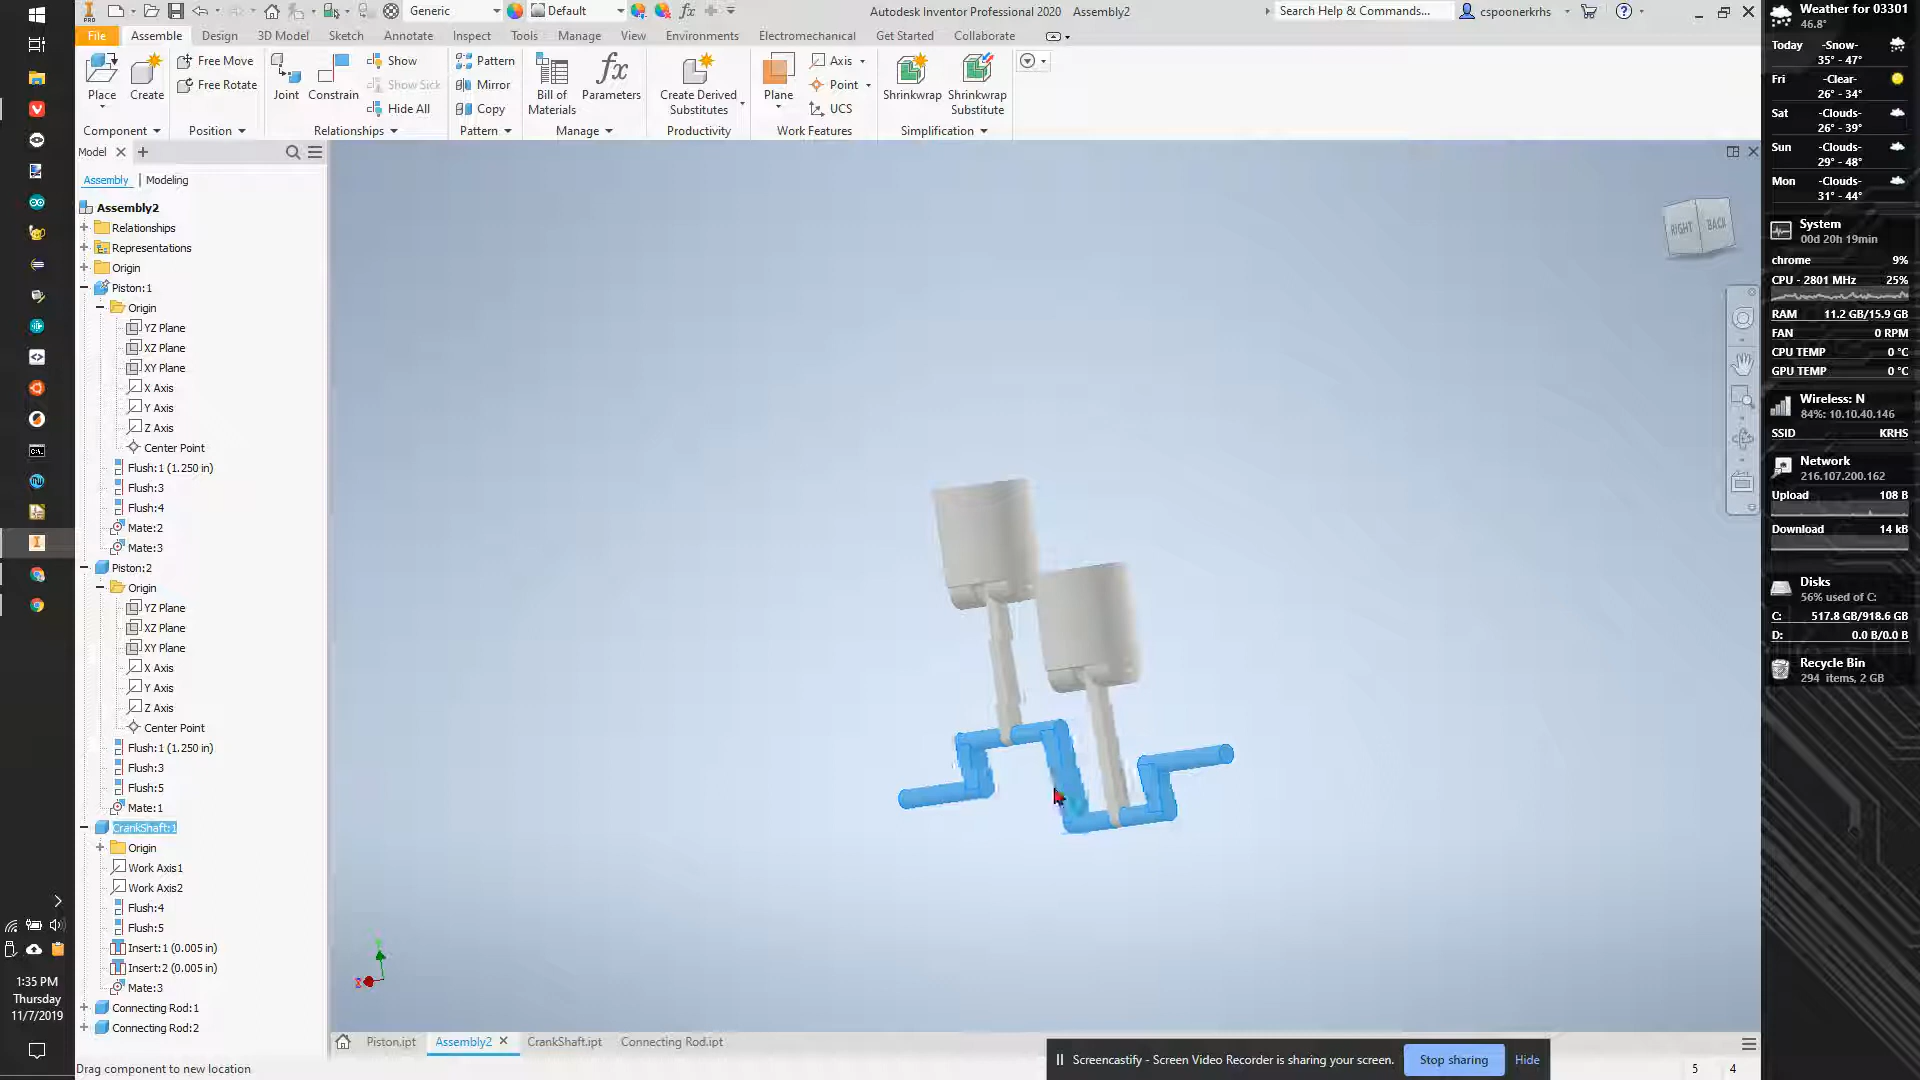 Generic
Default
Autodesk Inventor Professional 2020 Assembly2
Search Help & Commands...
cspoonerkrhs
PRO
File Assemble Design 3D Model Sketch Annotate Inspect Tools Manage View Environments Electromechanical Get Started Collaborate
Place
Create
Free Move
Free Rotate
Joint
Constrain
Show
Show Sick
Hide All
Pattern
Mirror
Copy
Bill of
Materials
Parameters
Create Derived
Substitutes
Plane
Axis
Point
UCS
Shrinkwrap
Shrinkwrap
Substitute
Component
Position
Relationships
Pattern
Manage
Productivity
Work Features
Simplification
Model
Assembly | Modeling
Assembly2
Relationships
Representations
Origin
Piston:1
Origin
YZ Plane
XZ Plane
XY Plane
X Axis
Y Axis
Z Axis
Center Point
Flush:1 (1.250 in)
Flush:3
Flush:4
Mate:2
Mate:3
Piston:2
Origin
YZ Plane
XZ Plane
XY Plane
X Axis
Y Axis
Z Axis
Center Point
Flush:1 (1.250 in)
Flush:3
Flush:5
Mate:1
CrankShaft:1
Origin
Work Axis1
Work Axis2
Flush:4
Flush:5
Insert:1 (0.005 in)
Insert:2 (0.005 in)
Mate:3
Connecting Rod:1
Connecting Rod:2
RIGHT BACK
Piston.ipt Assembly2 CrankShaft.ipt Connecting Rod.ipt
Drag component to new location
Screencastify - Screen Video Recorder is sharing your screen.
Stop sharing
Hide
5 4
1:35 PM
Thursday
11/7/2019
Weather for 03301
46.8°
Today -Snow-
35° - 47°
Fri -Clear-
26° - 34°
Sat -Clouds-
26° - 39°
Sun -Clouds-
29° - 48°
Mon -Clouds-
31° - 44°
System
00d 20h 19min
chrome 9%
CPU - 2801 MHz 25%
RAM 11.2 GB/15.9 GB
FAN 0 RPM
CPU TEMP 0 °C
GPU TEMP 0 °C
Wireless: N
84%: 10.10.40.146
SSID KRHS
Network
216.107.200.162
Upload 108 B
Download 14 kB
Disks
56% used of C:
C: 517.8 GB/918.6 GB
D: 0.0 B/0.0 B
Recycle Bin
294 items, 2 GB